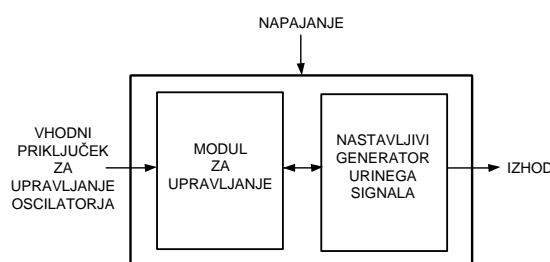 NAPAJANJE
VHODNI
PRIKLJUČEK
ZA
UPRAVLJANJE
OSCILATORJA
MODUL
ZA
UPRAVLJANJE
NASTAVLJIVI
GENERATOR
URINEGA
SIGNALA
IZHOD